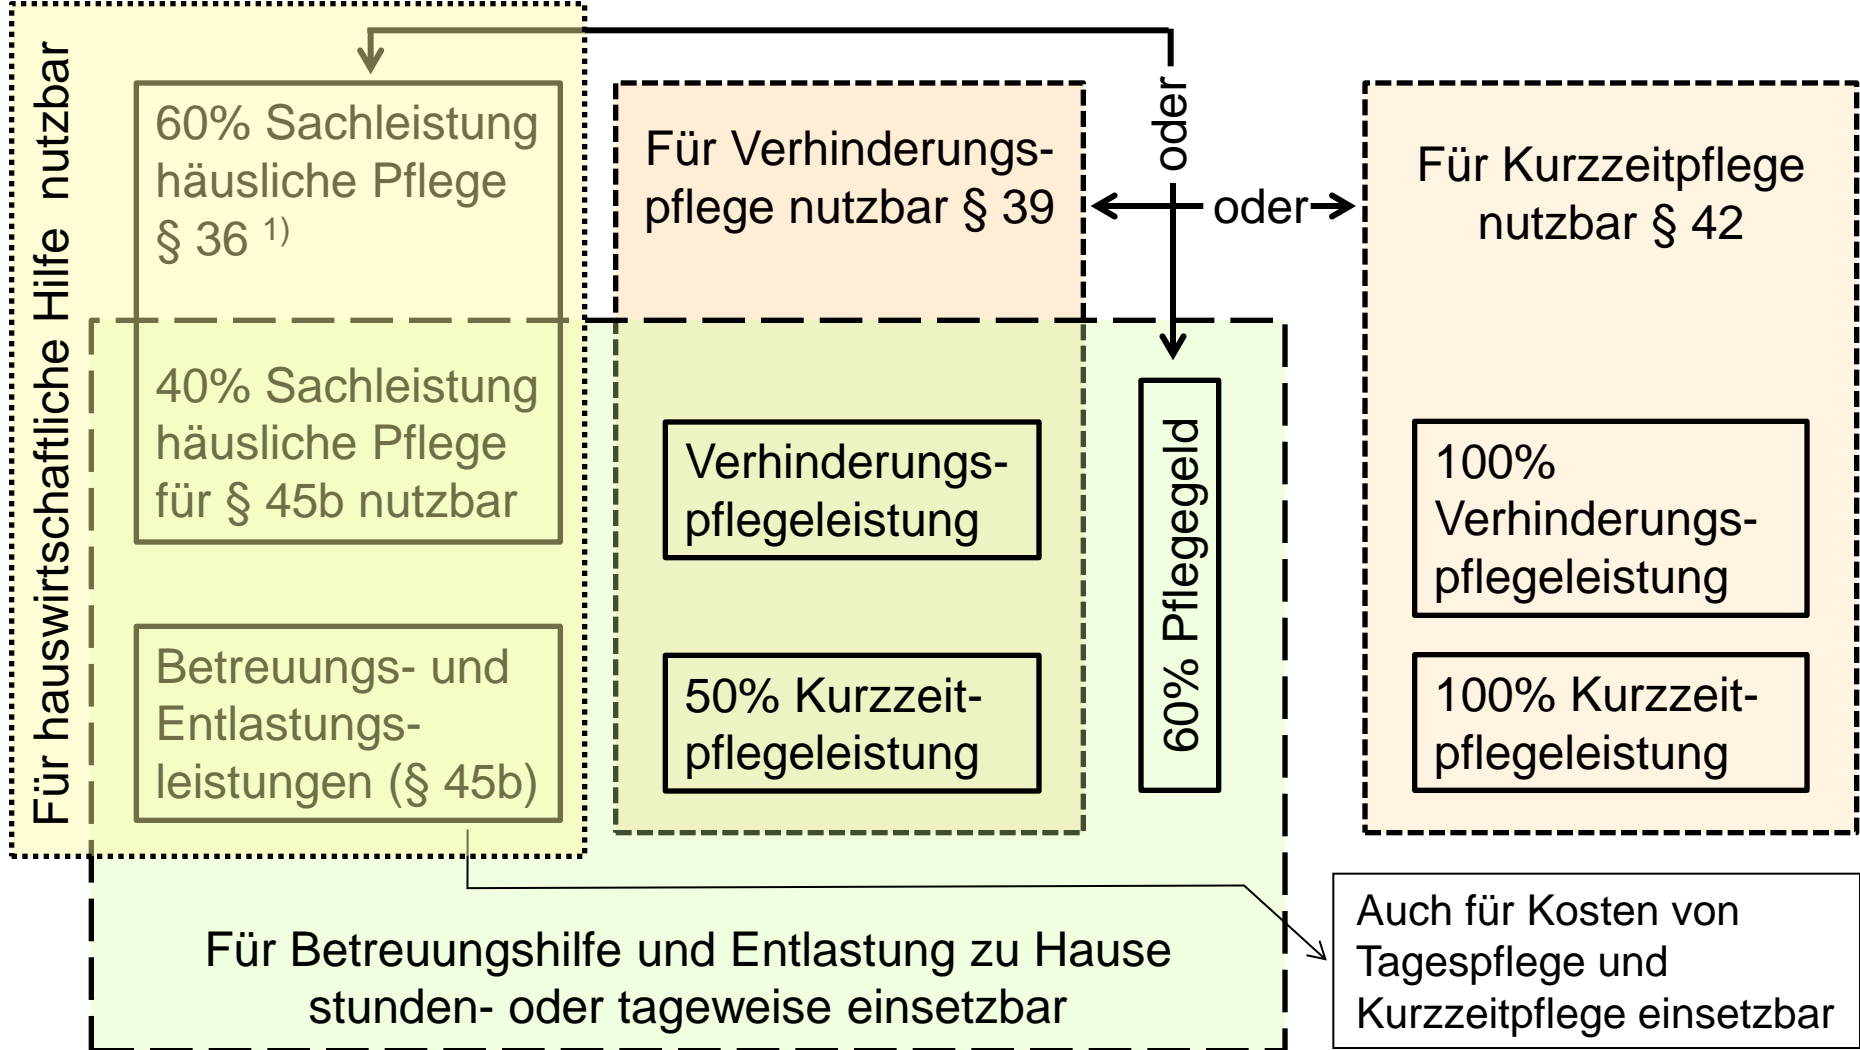 Für hauswirtschaftliche Hilfe nutzbar
60% Sachleistung
häusliche Pflege
§ 36 ¹⁾
40% Sachleistung
häusliche Pflege
für § 45b nutzbar
Betreuungs- und
Entlastungs-
leistungen (§ 45b)
Für Verhinderungs-
pflege nutzbar § 39
Verhinderungs-
pflegeleistung
50% Kurzzeit-
pflegeleistung
oder
oder
60% Pflegegeld
Für Kurzzeitpflege
nutzbar § 42
100%
Verhinderungs-
pflegeleistung
100% Kurzzeit-
pflegeleistung
Für Betreuungshilfe und Entlastung zu Hause
stunden- oder tageweise einsetzbar
Auch für Kosten von
Tagespflege und
Kurzzeitpflege einsetzbar